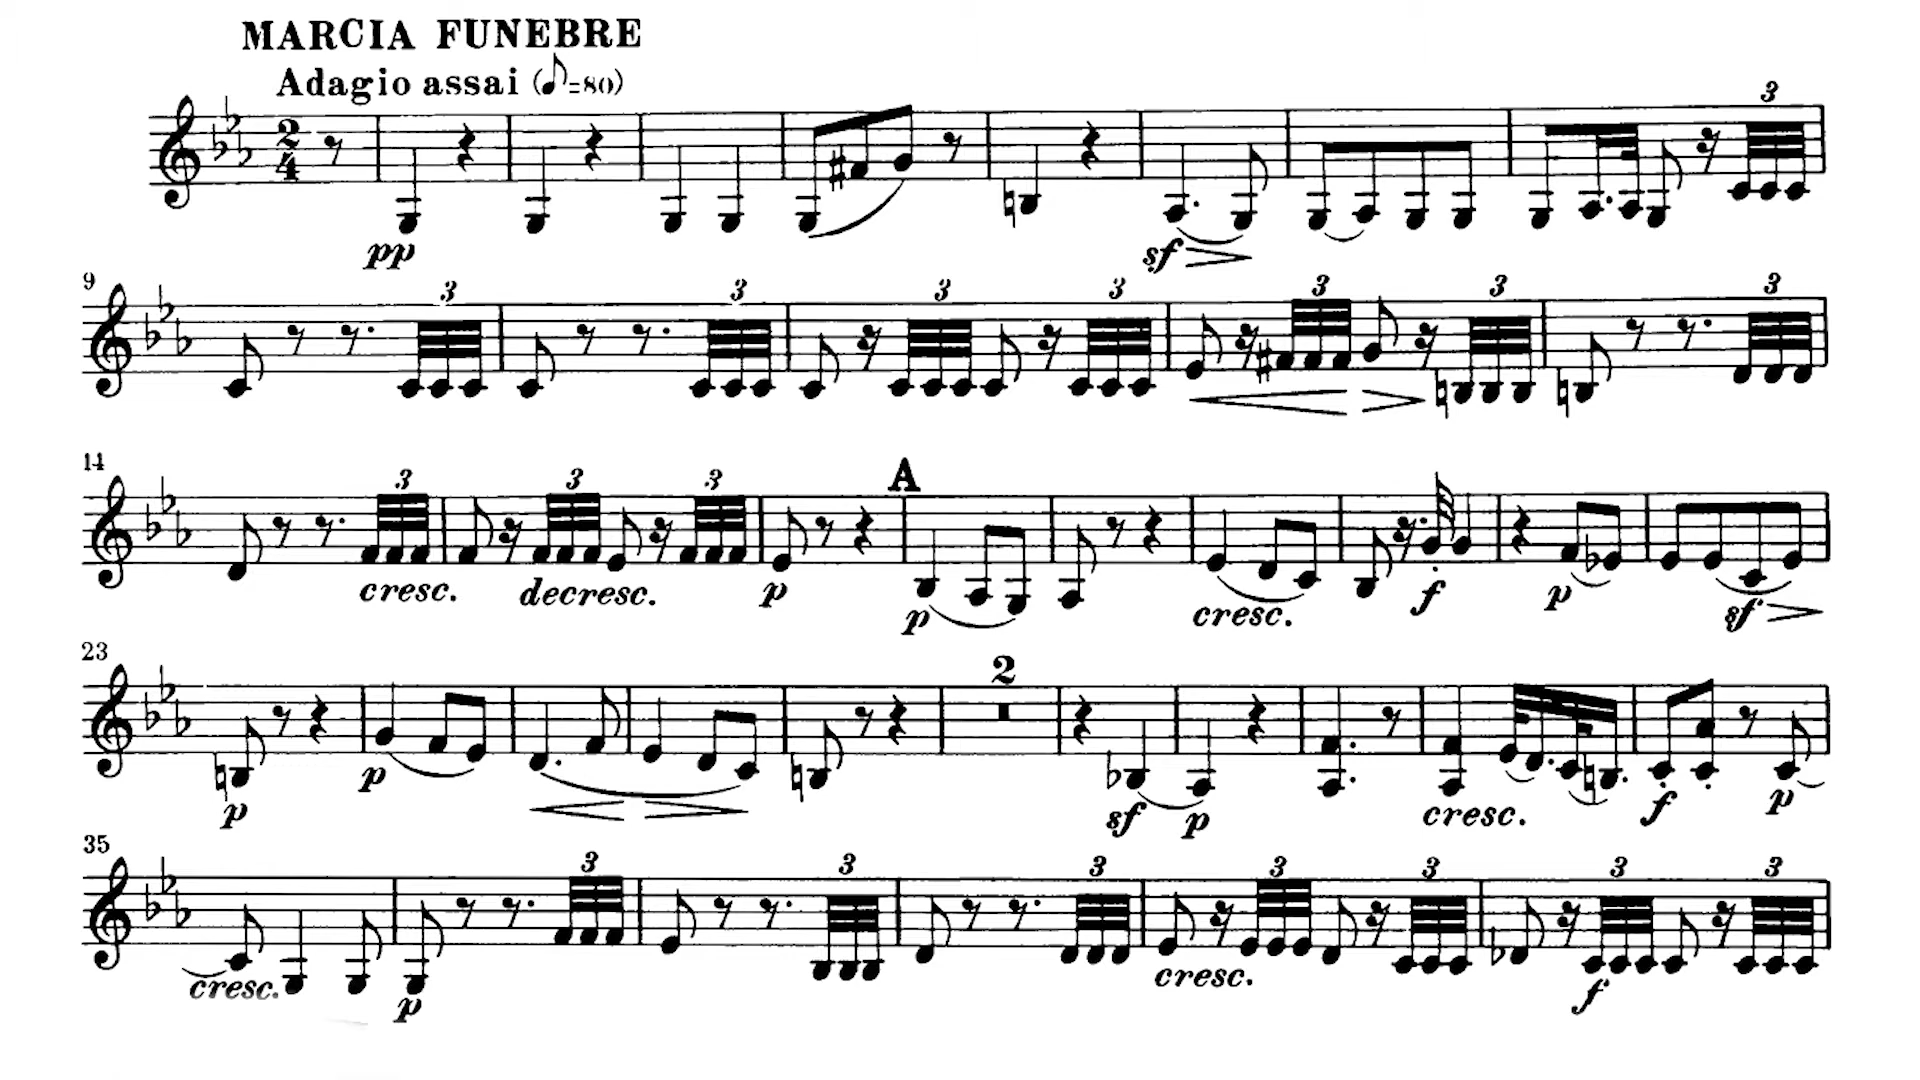 MARCIA FUNEBRE
Adagio assai (♪=80)
2
4
3
pp
sf
9
3 3 3 3 3 3 3
14
3 3 3
A
cresc. decresc. p p cresc. f p sf
23
2
p p sf p cresc. f p
35
3 3 3 3 3 3 3
cresc. p cresc. f